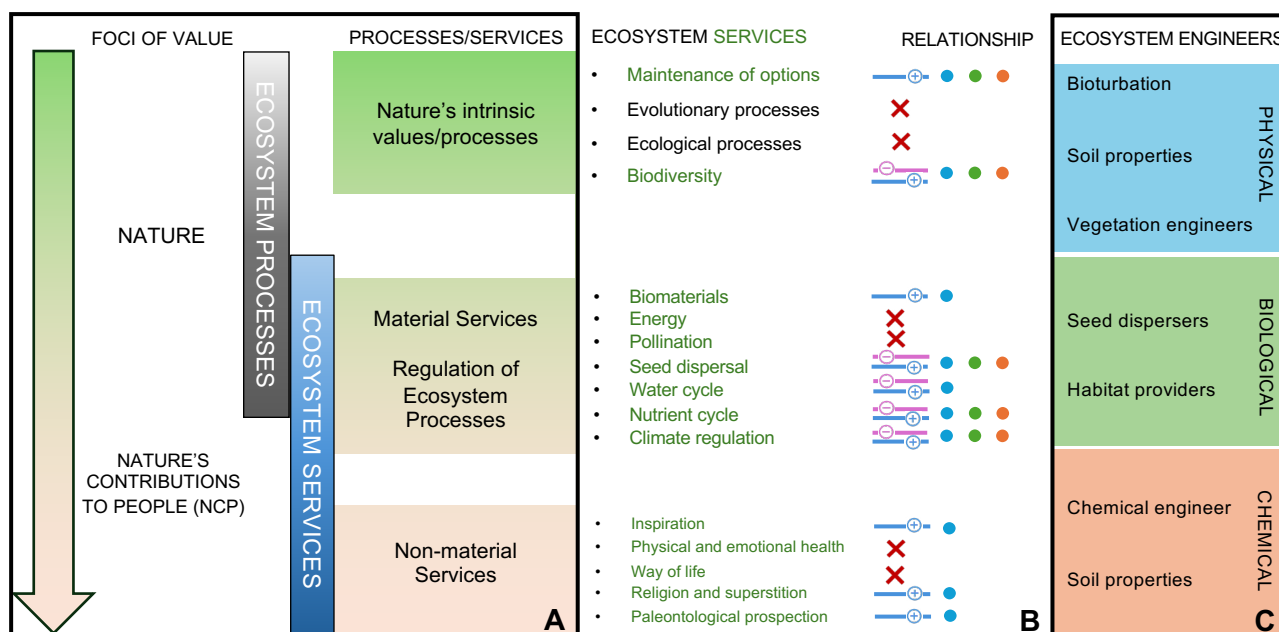 FOCI OF VALUE
NATURE
NATURE'S
CONTRIBUTIONS
TO PEOPLE (NCP)
ECOSYSTEM PROCESSES
ECOSYSTEM SERVICES
PROCESSES/SERVICES
Nature's intrinsic
values/processes
Material Services
Regulation of
Ecosystem
Processes
Non-material
Services
A
ECOSYSTEM SERVICES
RELATIONSHIP
• Maintenance of options
• Evolutionary processes
• Ecological processes
• Biodiversity
• Biomaterials
• Energy
• Pollination
• Seed dispersal
• Water cycle
• Nutrient cycle
• Climate regulation
• Inspiration
• Physical and emotional health
• Way of life
• Religion and superstition
• Paleontological prospection
B
ECOSYSTEM ENGINEERS
Bioturbation
Soil properties
Vegetation engineers
PHYSICAL
Seed dispersers
Habitat providers
BIOLOGICAL
Chemical engineer
Soil properties
CHEMICAL
C